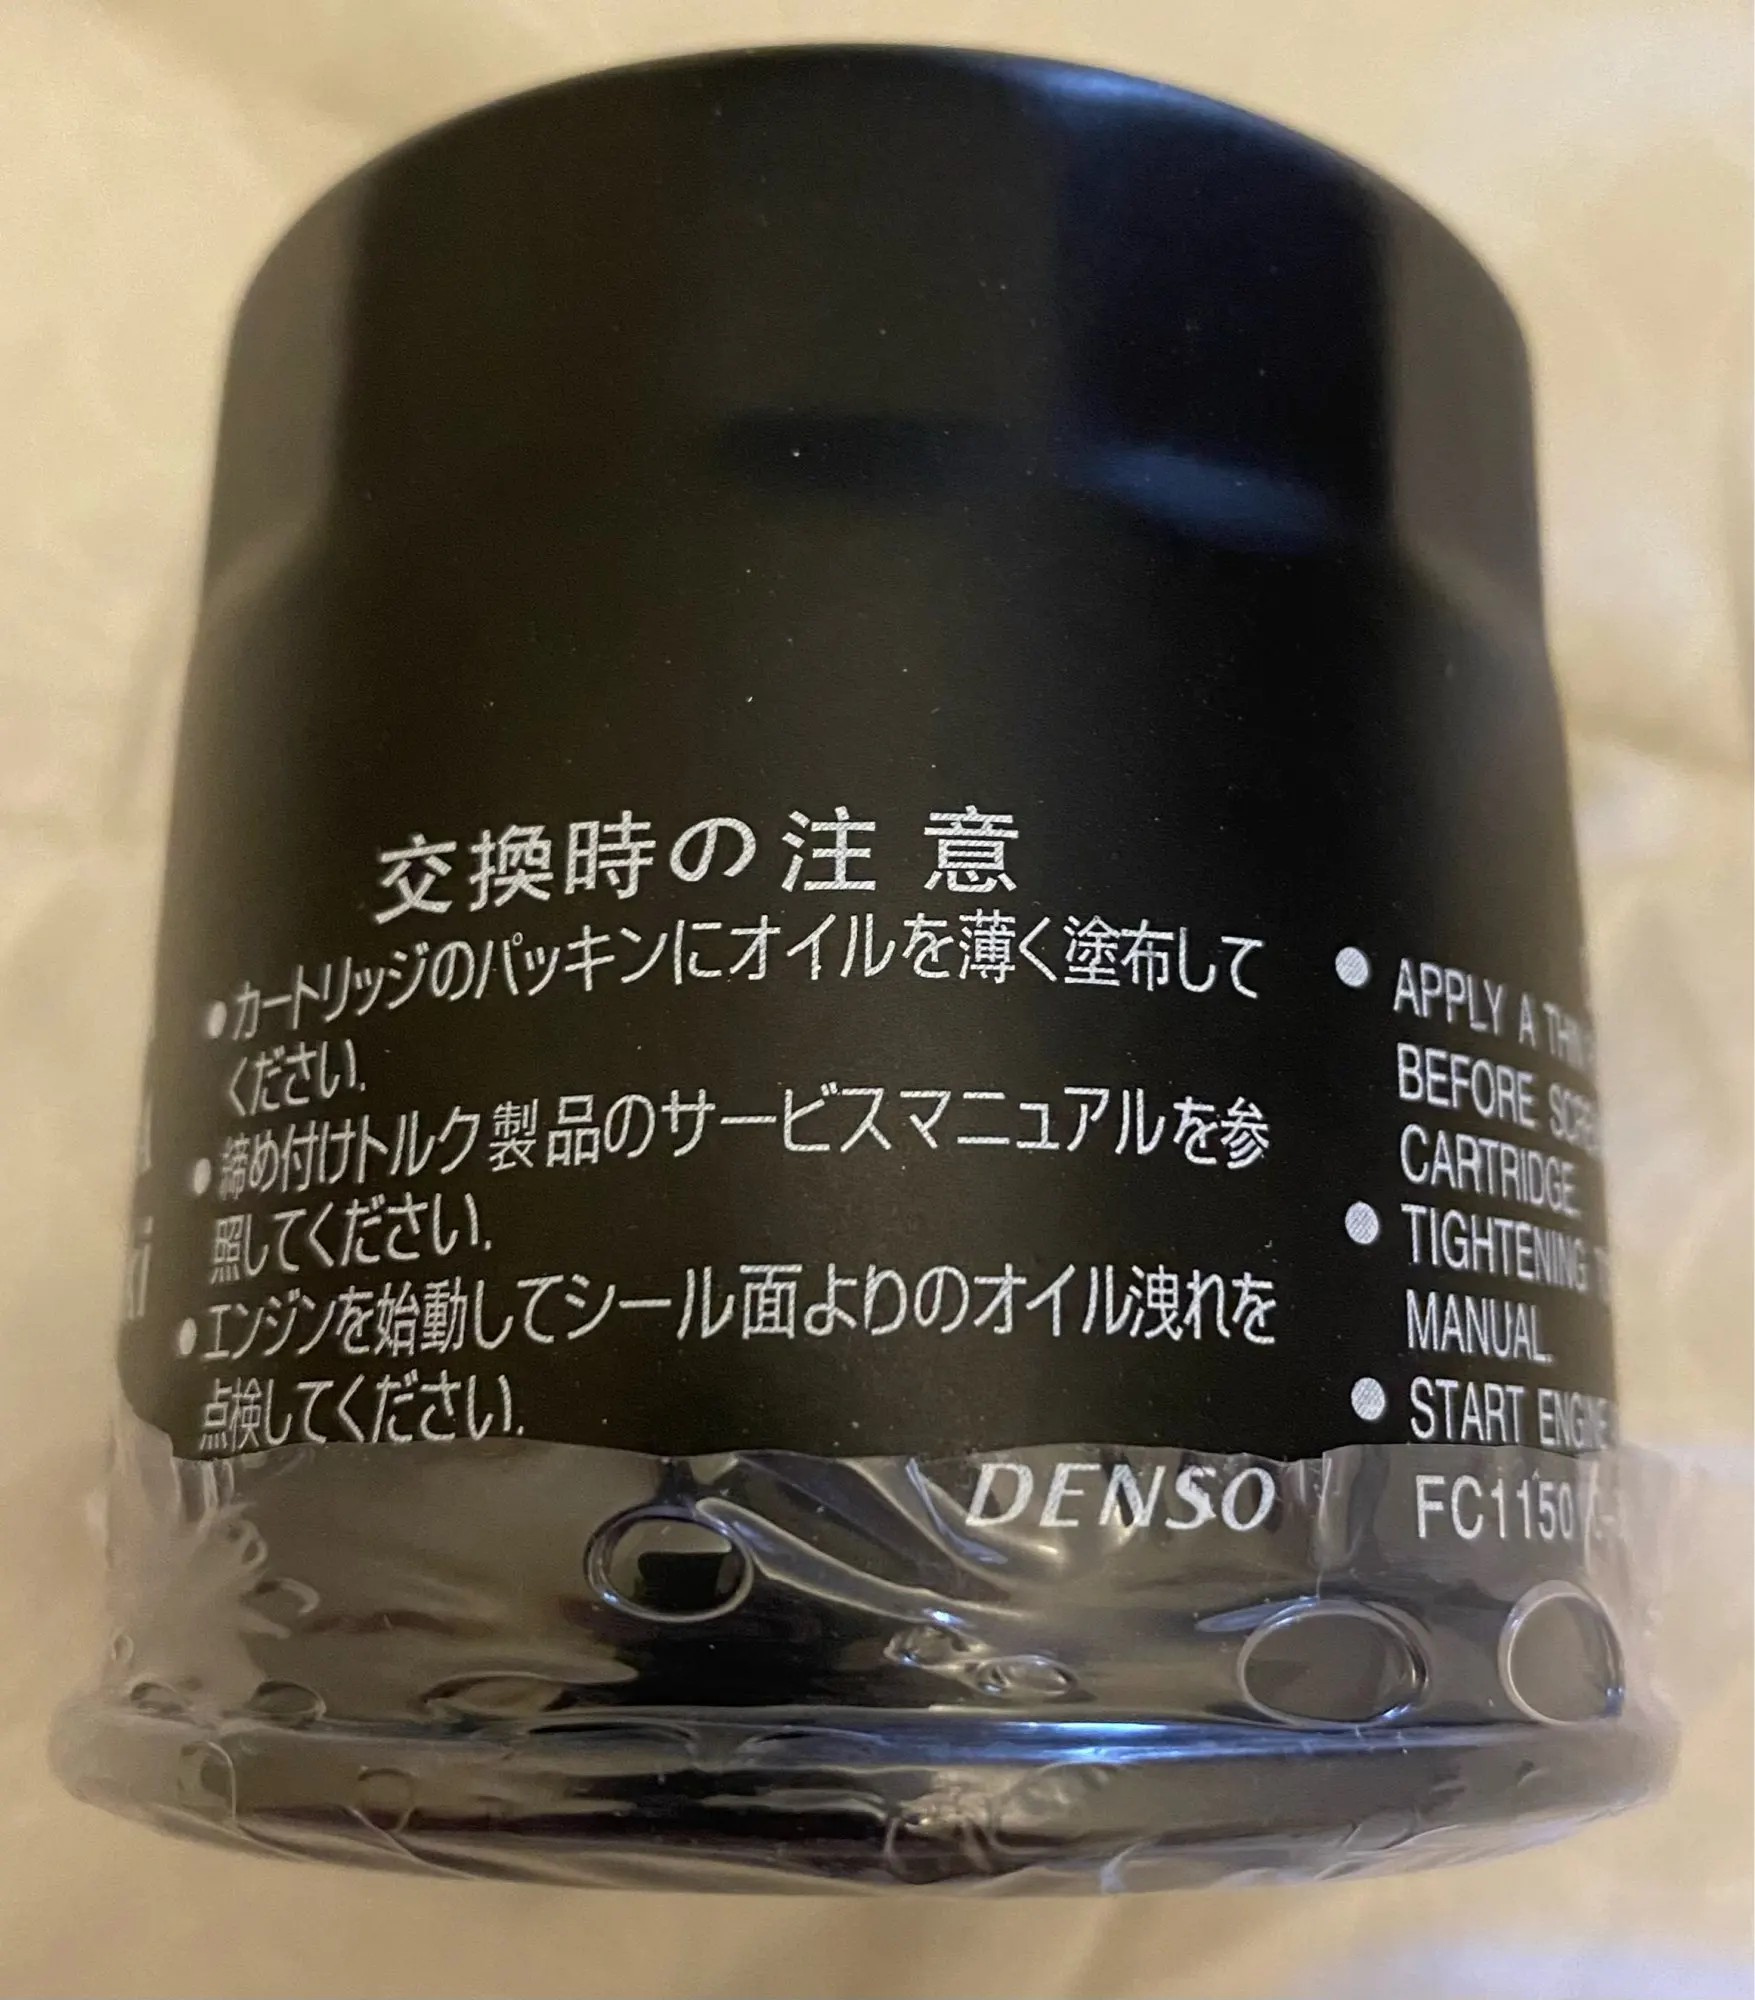 交換時の注意
●カートリッジのパッキンにオイルを薄く塗布して
ください.
●締め付けトルク製品のサービスマニュアルを参
照してください.
●エンジンを始動してシール面よりのオイル洩れを
点検してください.
DENSO
● APPLY A THIN
BEFORE
CARTRIDGE.
● TIGHTENING
MANUAL.
● START ENGINE
FC1150